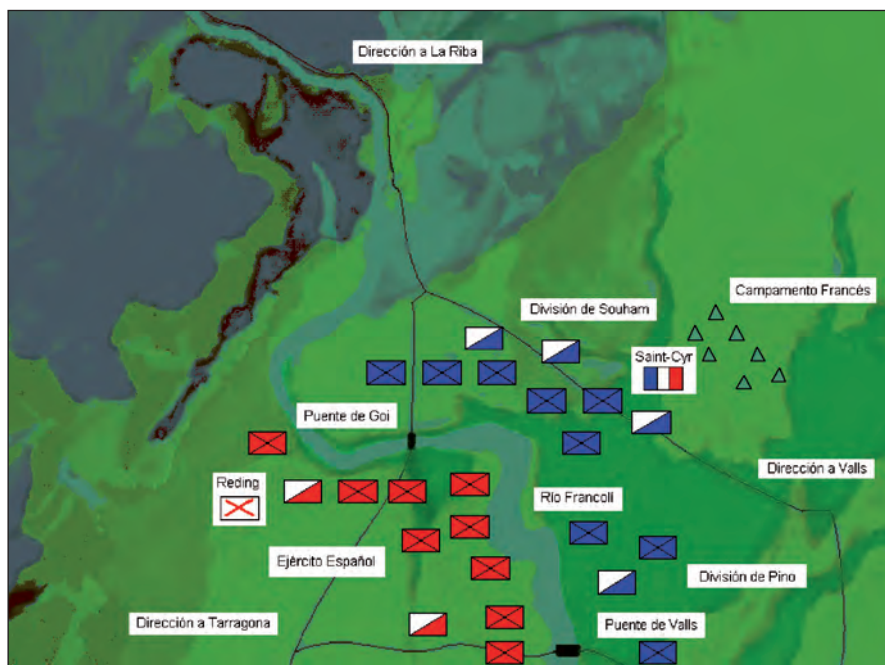 Dirección a La Riba
Campamento Francés
División de Souham
Saint-Cyr
Puente de Goi
Dirección a Valls
Reding
Río Francolí
Ejército Español
División de Pino
Dirección a Tarragona
Puente de Valls